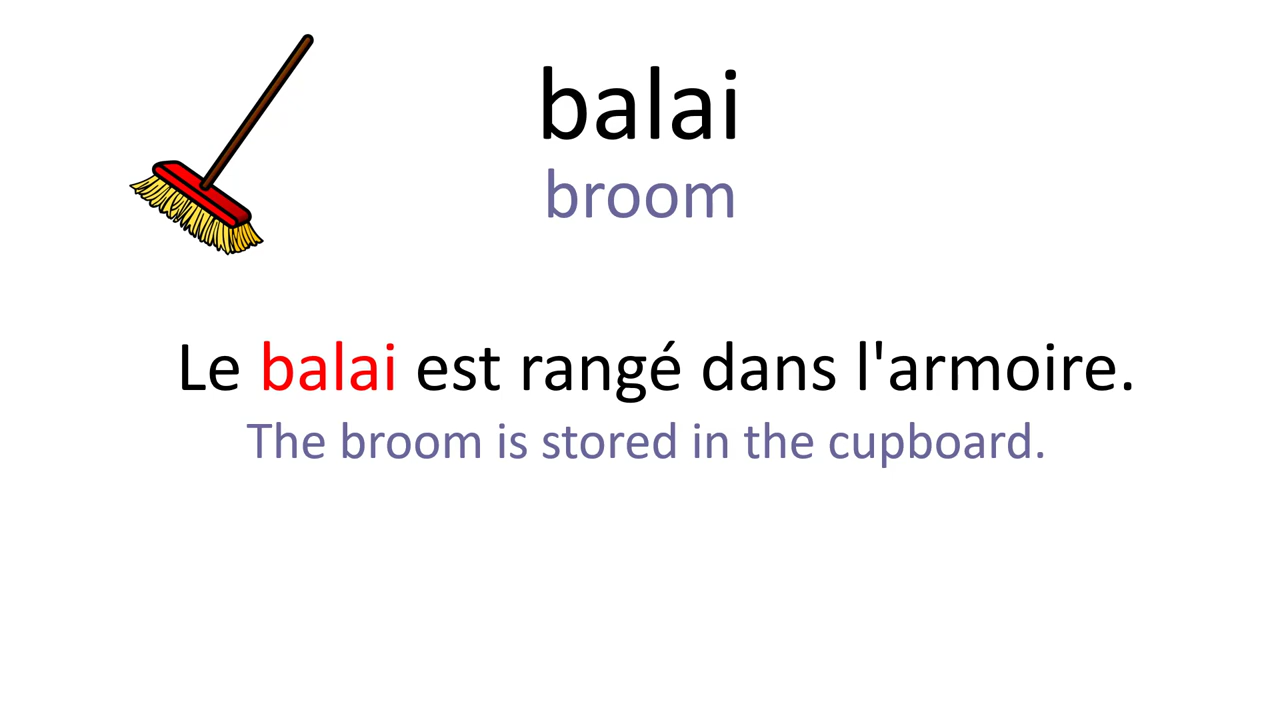 balai
broom
Le balai est rangé dans l'armoire.
The broom is stored in the cupboard.